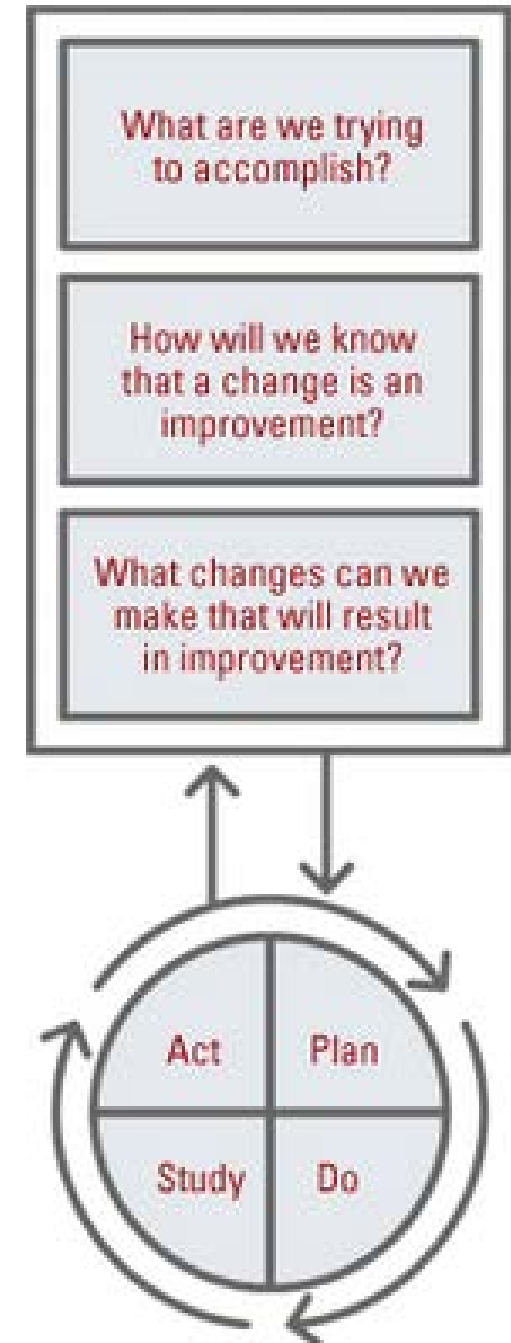 What are we trying
to accomplish?
How will we know
that a change is an
improvement?
What changes can we
make that will result
in improvement?
Act
Plan
Study
Do